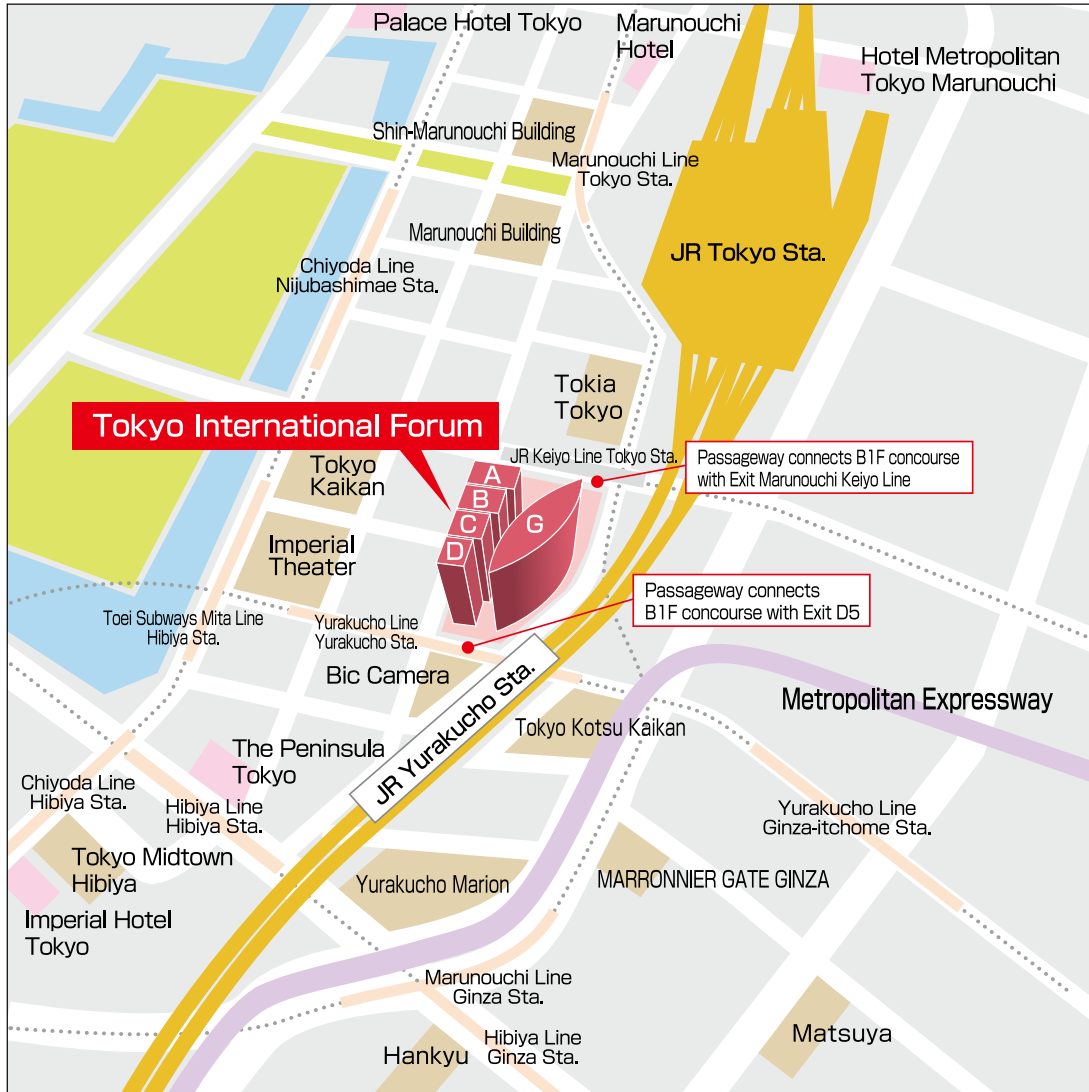 Palace Hotel Tokyo
Marunouchi
Hotel
Hotel Metropolitan
Tokyo Marunouchi
Shin-Marunouchi Building
Marunouchi Line
Tokyo Sta.
Marunouchi Building
JR Tokyo Sta.
Chiyoda Line
Nijubashimae Sta.
Tokia
Tokyo
Tokyo International Forum
JR Keiyo Line Tokyo Sta.
Passageway connects B1F concourse
with Exit Marunouchi Keiyo Line
Tokyo
Kaikan
A
B
C
D
G
Imperial
Theater
Passageway connects
B1F concourse with Exit D5
Toei Subways Mita Line
Hibiya Sta.
Yurakucho Line
Yurakucho Sta.
Bic Camera
JR Yurakucho Sta.
Metropolitan Expressway
Tokyo Kotsu Kaikan
The Peninsula
Tokyo
Chiyoda Line
Hibiya Sta.
Hibiya Line
Hibiya Sta.
Yurakucho Line
Ginza-itchome Sta.
Tokyo Midtown
Hibiya
Yurakucho Marion
MARRONNIER GATE GINZA
Imperial Hotel
Tokyo
Marunouchi Line
Ginza Sta.
Hankyu
Hibiya Line
Ginza Sta.
Matsuya